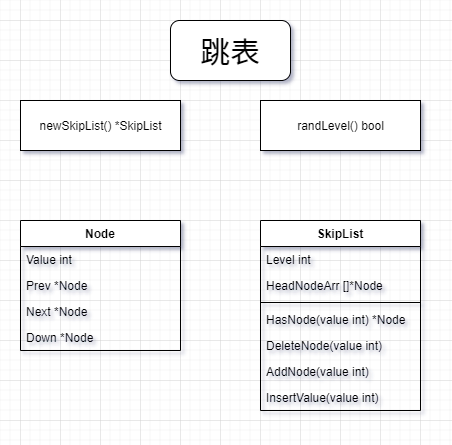 跳表
newSkipList() *SkipList
randLevel() bool
Node
Value int
Prev *Node
Next *Node
Down *Node
SkipList
Level int
HeadNodeArr []*Node
HasNode(value int) *Node
DeleteNode(value int)
AddNode(value int)
InsertValue(value int)